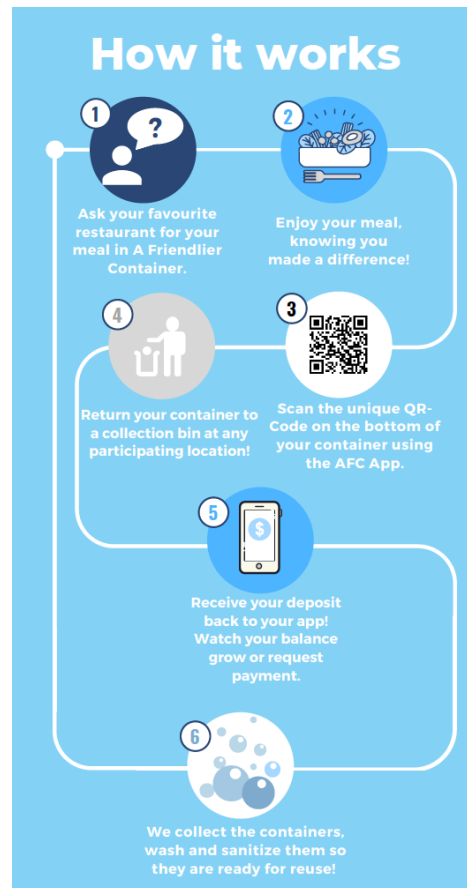 How it works
1
?
Ask your favourite
restaurant for your
meal in A Friendlier
Container.
2
Enjoy your meal,
knowing you
made a difference!
3
Scan the unique QR-
Code on the bottom of
your container using
the AFC App.
4
Return your container to
a collection bin at any
participating location!
5
$
Receive your deposit
back to your app!
Watch your balance
grow or request
payment.
6
We collect the containers,
wash and sanitize them so
they are ready for reuse!